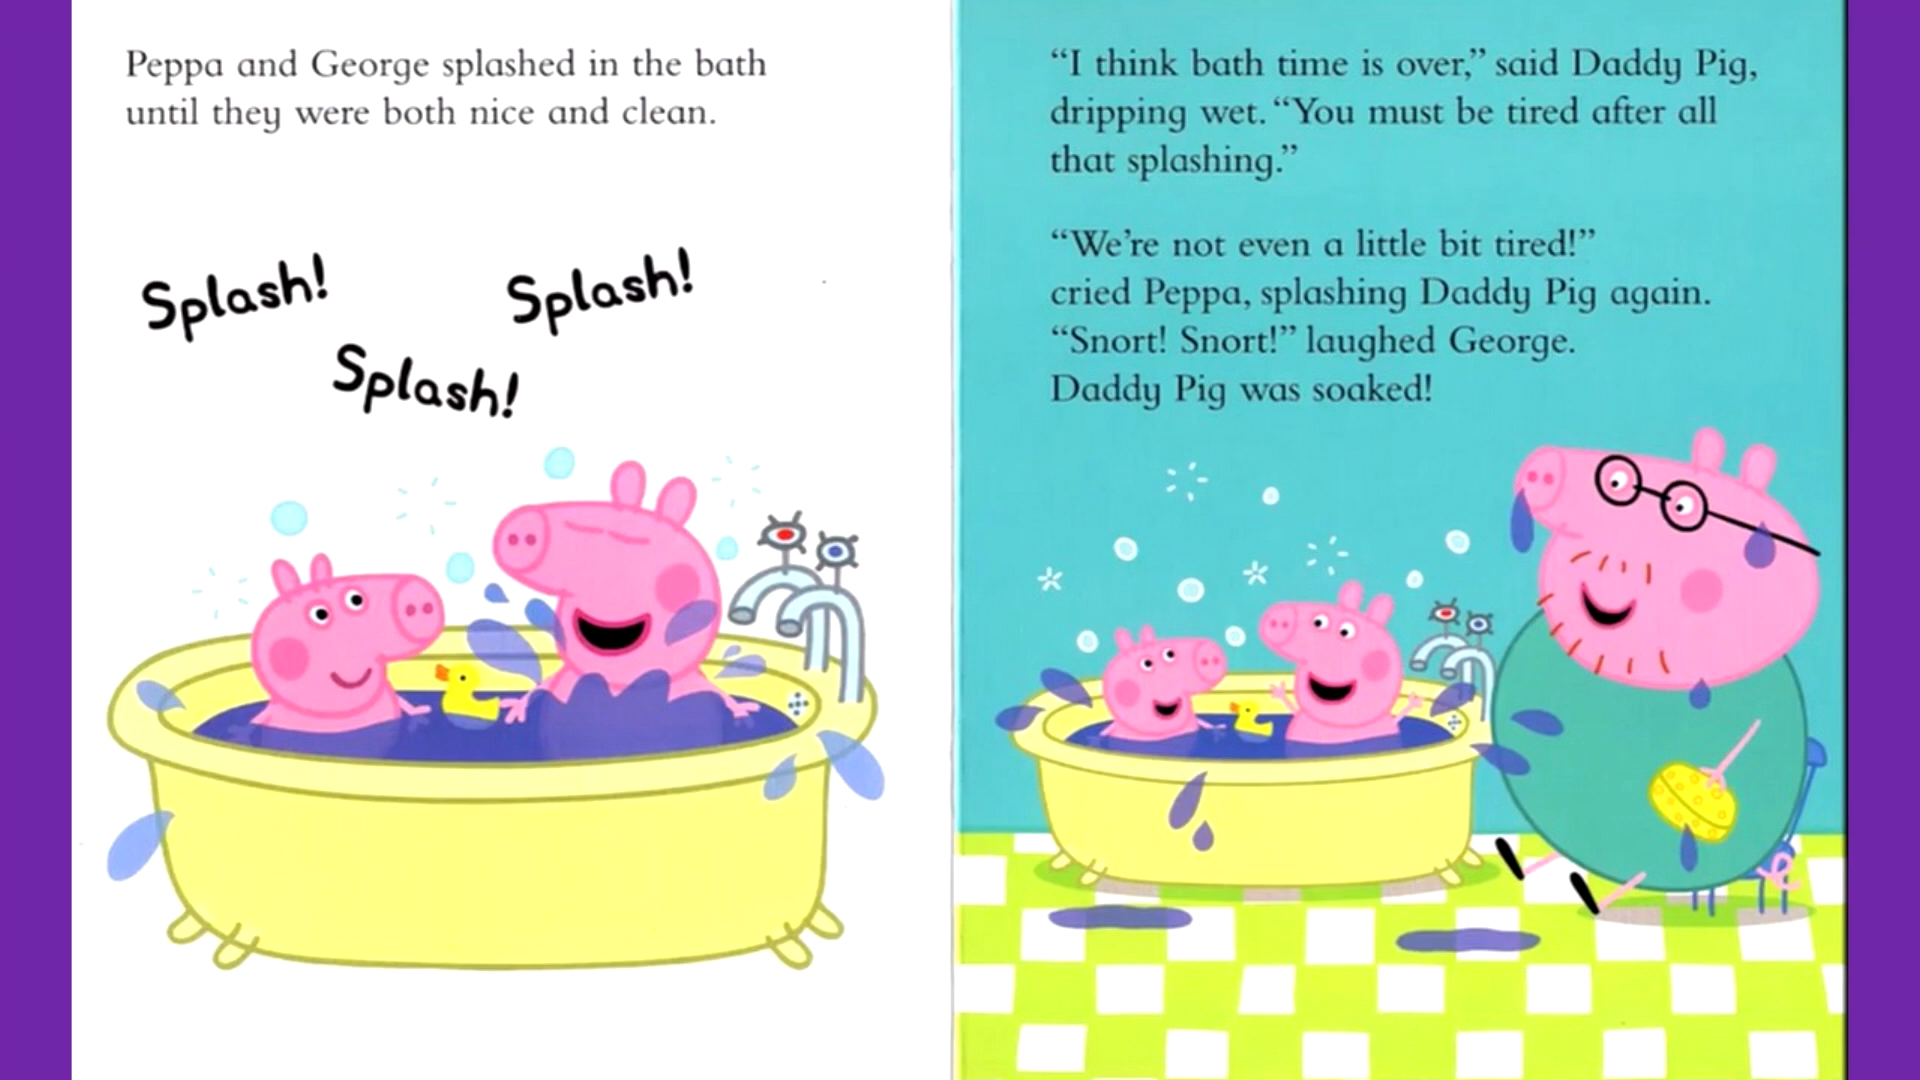 Peppa and George splashed in the bath
until they were both nice and clean.
Splash!
Splash!
Splash!
“I think bath time is over,” said Daddy Pig,
dripping wet. “You must be tired after all
that splashing.”
“We’re not even a little bit tired!”
cried Peppa, splashing Daddy Pig again.
“Snort! Snort!” laughed George.
Daddy Pig was soaked!